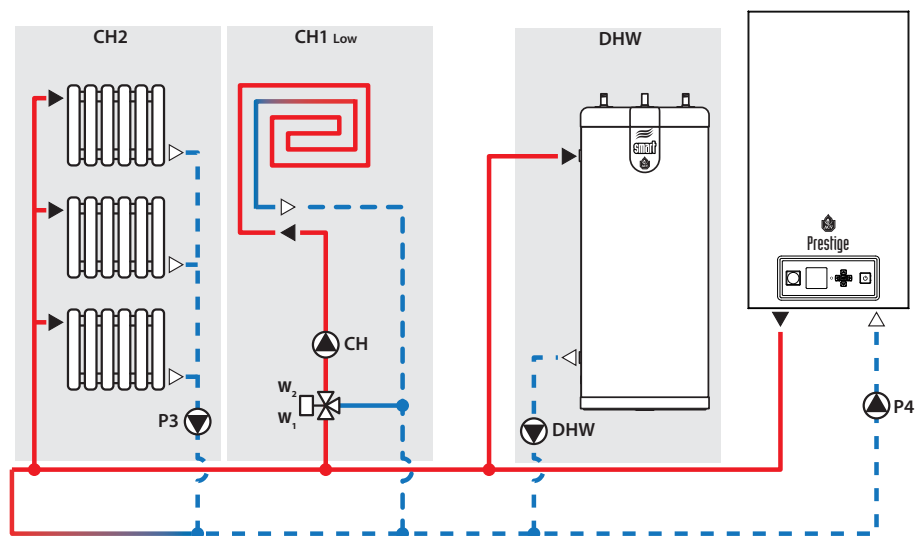 CH2
CH1 Low
DHW
smart
Prestige
CH
W2
W1
P3
DHW
P4